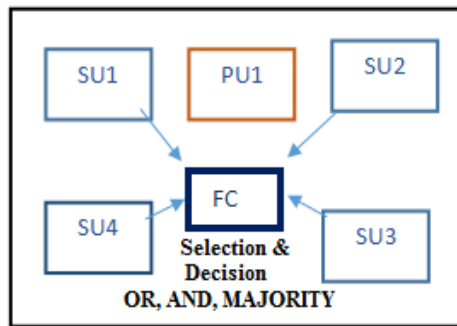 SU1
PU1
SU2
FC
SU4
SU3
Selection &
Decision
OR, AND, MAJORITY